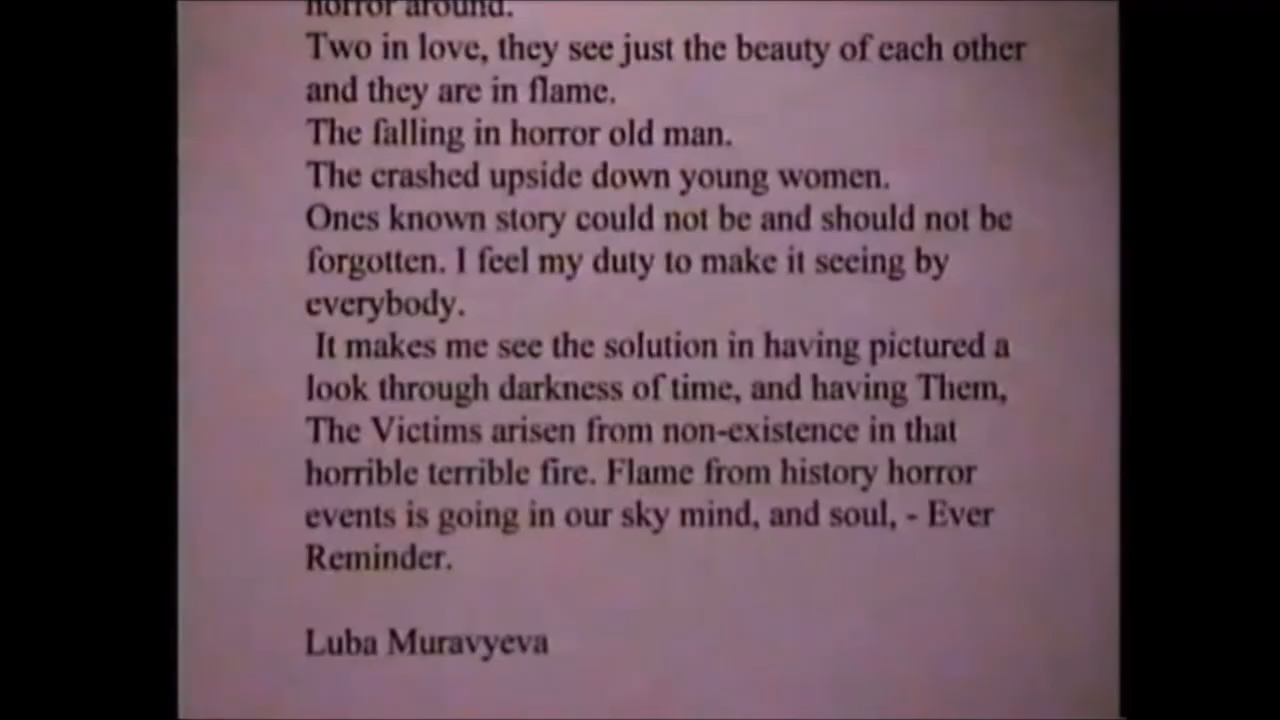 horror around.
Two in love, they see just the beauty of each other
and they are in flame.
The falling in horror old man.
The crashed upside down young women.
Ones known story could not be and should not be
forgotten. I feel my duty to make it seeing by
everybody.
It makes me see the solution in having pictured a
look through darkness of time, and having Them,
The Victims arisen from non-existence in that
horrible terrible fire. Flame from history horror
events is going in our sky mind, and soul, - Ever
Reminder.
Luba Muravyeva